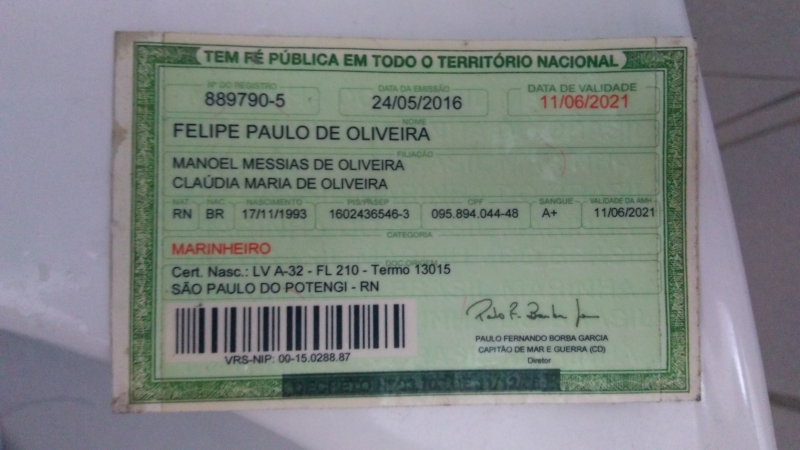 TEM FÉ PÚBLICA EM TODO O TERRITÓRIO NACIONAL
Nº DO REGISTRO DATA DA EMISSÃO DATA DE VALIDADE
889790-5 24/05/2016 11/06/2021
NOME
FELIPE PAULO DE OLIVEIRA
FILIAÇÃO
MANOEL MESSIAS DE OLIVEIRA
CLAÚDIA MARIA DE OLIVEIRA
NAT NAC NASCIMENTO PIS/PASEP CPF SANGUE VALIDADE DA AMH
RN BR 17/11/1993 1602436546-3 095.894.044-48 A+ 11/06/2021
CATEGORIA
MARINHEIRO
DOC ORIGEM
Cert. Nasc.: LV A-32 - FL 210 - Termo 13015
SÃO PAULO DO POTENGI - RN
PAULO FERNANDO BORBA GARCIA
CAPITÃO DE MAR E GUERRA (CD)
Diretor
VRS-NIP: 00-15.0288.87
DECRETO